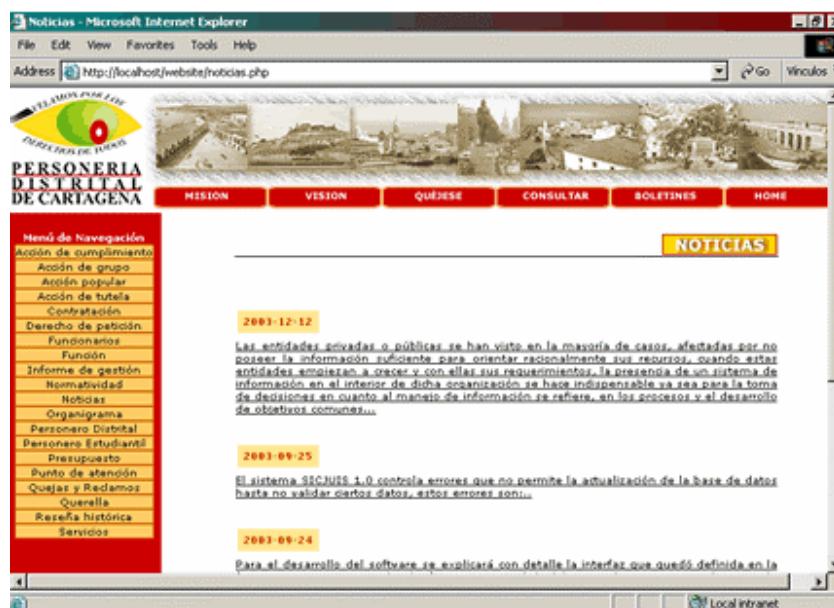 Noticias - Microsoft Internet Explorer
File Edit View Favorites Tools Help
Address http://localhost/website/noticias.php Go Vínculos
VELAMOS POR LOS
DERECHOS DE TODOS
PERSONERIA
DISTRITAL
DE CARTAGENA
MISION VISION QUÉJESE CONSULTAR BOLETINES HOME
Menú de Navegación
Acción de cumplimiento
Acción de grupo
Acción popular
Acción de tutela
Contratación
Derecho de petición
Funcionarios
Función
Informe de gestión
Normatividad
Noticias
Organigrama
Personero Distrital
Personero Estudiantil
Presupuesto
Punto de atención
Quejas y Reclamos
Querella
Reseña histórica
Servicios
NOTICIAS
2003-12-12
Las entidades privadas o públicas se han visto en la mayoría de casos, afectadas por no
poseer la información suficiente para orientar racionalmente sus recursos, cuando estas
entidades empiezan a crecer y con ellas sus requerimientos, la presencia de un sistema de
información en el interior de dicha organización se hace indispensable ya sea para la toma
de decisiones en cuanto al manejo de información se refiere, en los procesos y el desarrollo
de objetivos comunes...
2003-09-25
El sistema SICJUIS 1.0 controla errores que no permite la actualización de la base de datos
hasta no validar ciertos datos, estos errores son:...
2003-09-24
Para el desarrollo del software se explicará con detalle la interfaz que quedó definida en la
Local intranet